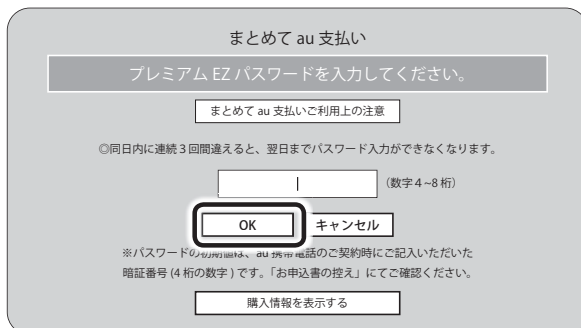 まとめて au 支払い
プレミアム EZ パスワードを入力してください。
まとめて au 支払いご利用上の注意
◎同日内に連続３回間違えると、翌日までパスワード入力ができなくなります。
(数字４~8 桁)
OK キャンセル
※パスワードの初期値は、au 携帯電話のご契約時にご記入いただいた
暗証番号 (4 桁の数字 ) です。「お申込書の控え」にてご確認ください。
購入情報を表示する